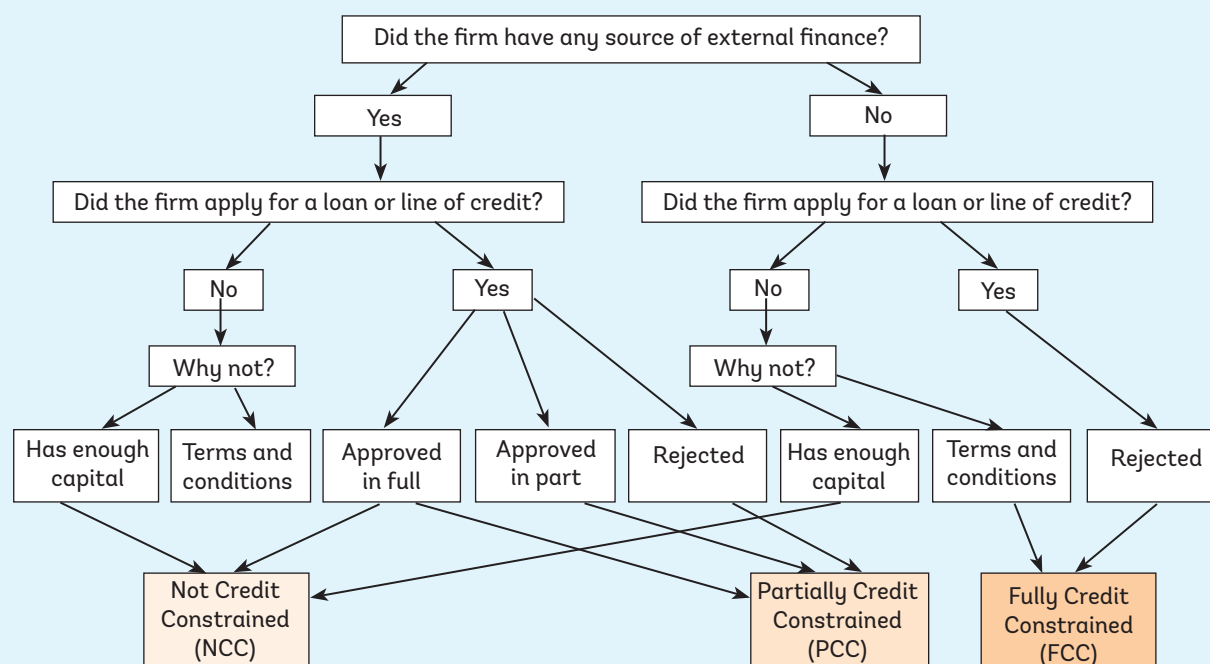 Did the firm have any source of external finance?
Yes
No
Did the firm apply for a loan or line of credit?
Did the firm apply for a loan or line of credit?
No
Yes
No
Yes
Why not?
Why not?
Has enough
capital
Terms and
conditions
Approved
in full
Approved
in part
Rejected
Has enough
capital
Terms and
conditions
Rejected
Not Credit
Constrained
(NCC)
Partially Credit
Constrained
(PCC)
Fully Credit
Constrained
(FCC)